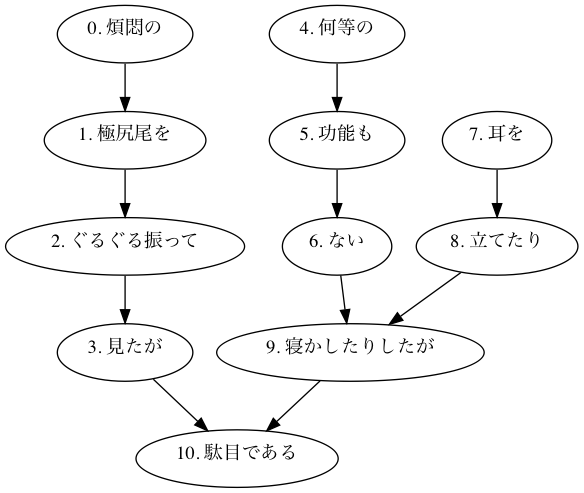 0. 煩悶の
4. 何等の
1. 極尻尾を
5. 功能も
7. 耳を
2. ぐるぐる振って
6. ない
8. 立てたり
3. 見たが
9. 寝かしたりしたが
10. 駄目である